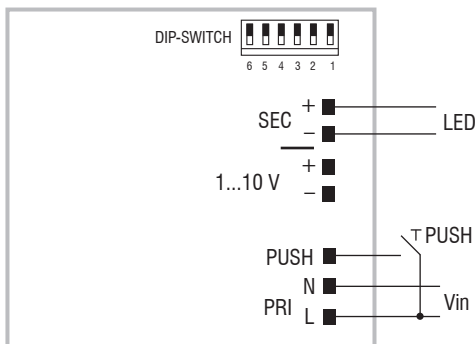 DIP-SWITCH
6 5 4 3 2 1
+
SEC
LED
−
+
1...10 V
−
PUSH
PUSH
N
PRI
Vin
L